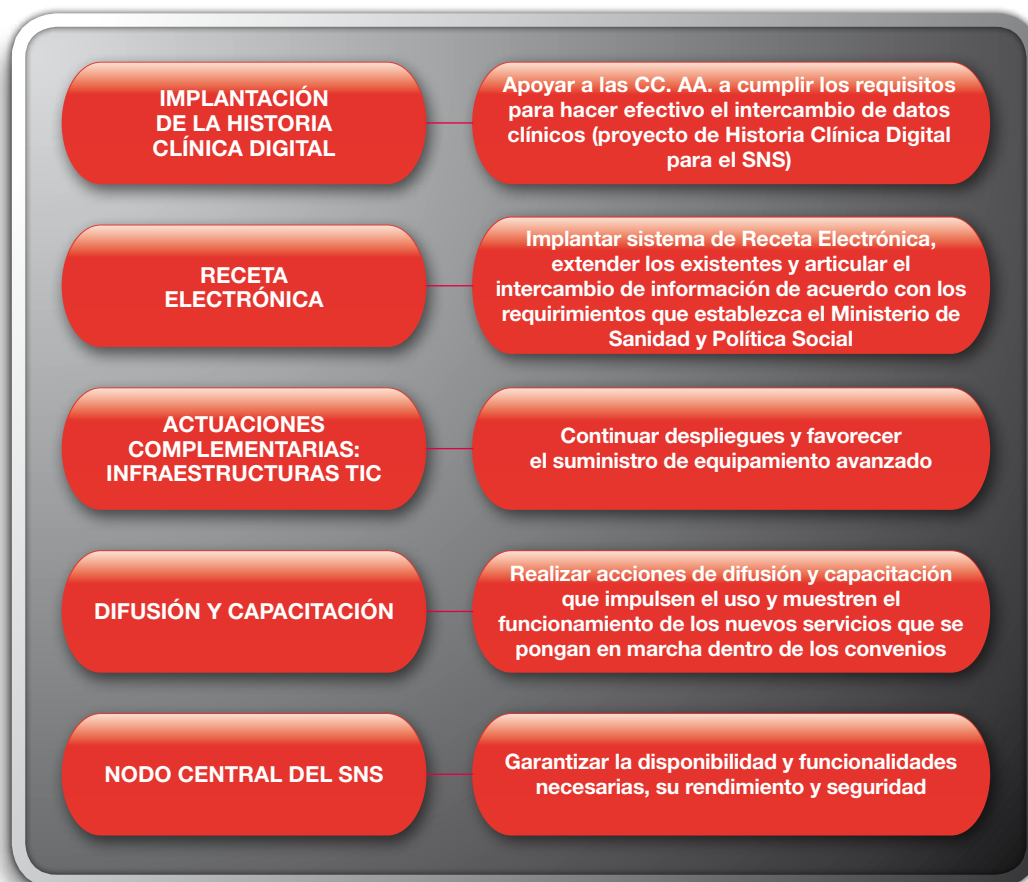 IMPLANTACIÓN
DE LA HISTORIA
CLÍNICA DIGITAL
Apoyar a las CC. AA. a cumplir los requisitos
para hacer efectivo el intercambio de datos
clínicos (proyecto de Historia Clínica Digital
para el SNS)
RECETA
ELECTRÓNICA
Implantar sistema de Receta Electrónica,
extender los existentes y articular el
intercambio de información de acuerdo con los
requirimientos que establezca el Ministerio de
Sanidad y Política Social
ACTUACIONES
COMPLEMENTARIAS:
INFRAESTRUCTURAS TIC
Continuar despliegues y favorecer
el suministro de equipamiento avanzado
DIFUSIÓN Y CAPACITACIÓN
Realizar acciones de difusión y capacitación
que impulsen el uso y muestren el
funcionamiento de los nuevos servicios que se
pongan en marcha dentro de los convenios
NODO CENTRAL DEL SNS
Garantizar la disponibilidad y funcionalidades
necesarias, su rendimiento y seguridad